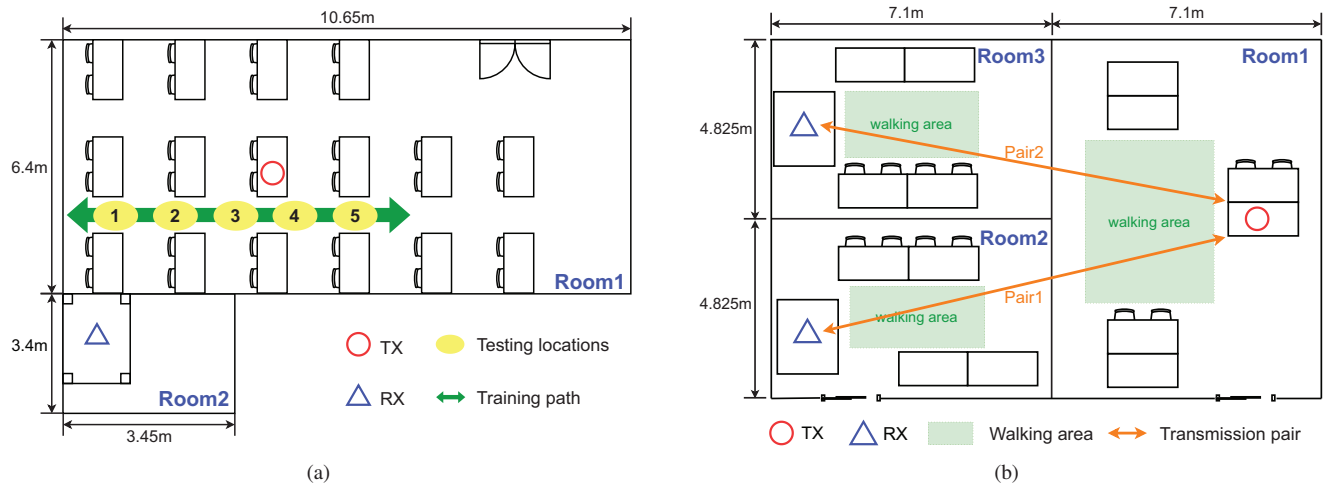 10.65m
6.4m
1 2 3 4 5
Room1
3.4m
TX
Testing locations
RX
Training path
Room2
3.45m
(a)
7.1m 7.1m
Room3 Room1
4.825m
walking area
Pair2
walking area
Room2
4.825m
Pair1
walking area
TX RX Walking area Transmission pair
(b)